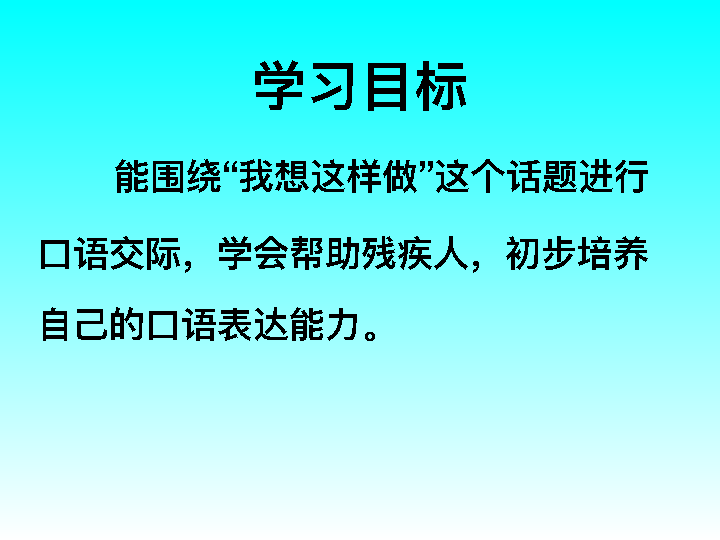 学习目标
能围绕“我想这样做”这个话题进行
口语交际，学会帮助残疾人，初步培养
自己的口语表达能力。